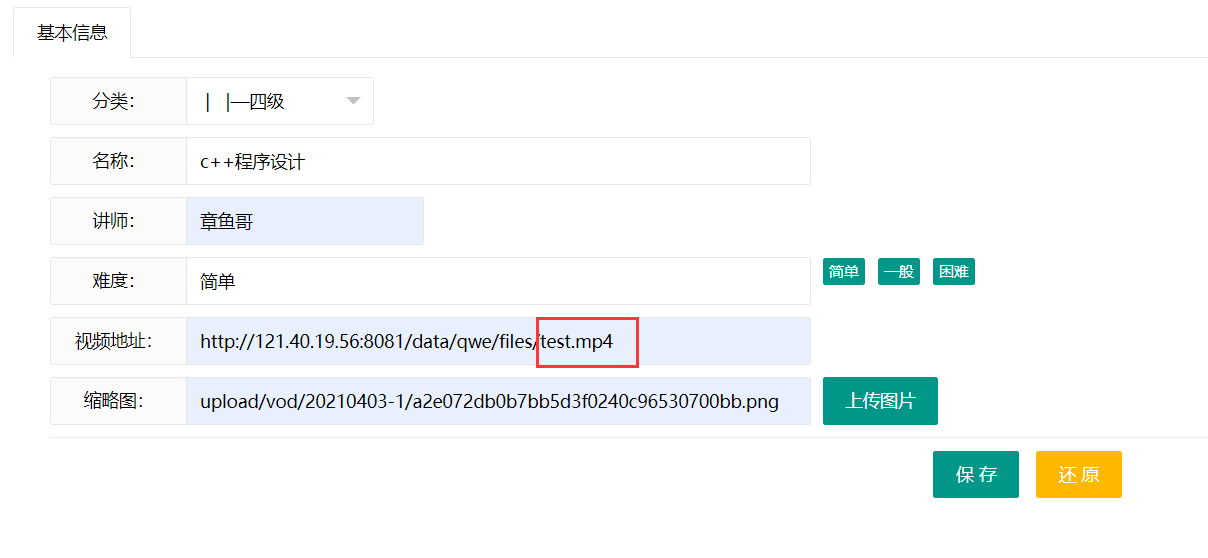 基本信息
分类： | |—四级
名称： c++程序设计
讲师： 章鱼哥
难度： 简单 简单 一般 困难
视频地址： http://121.40.19.56:8081/data/qwe/files/test.mp4
缩略图： upload/vod/20210403-1/a2e072db0b7bb5d3f0240c96530700bb.png 上传图片
保存 还原